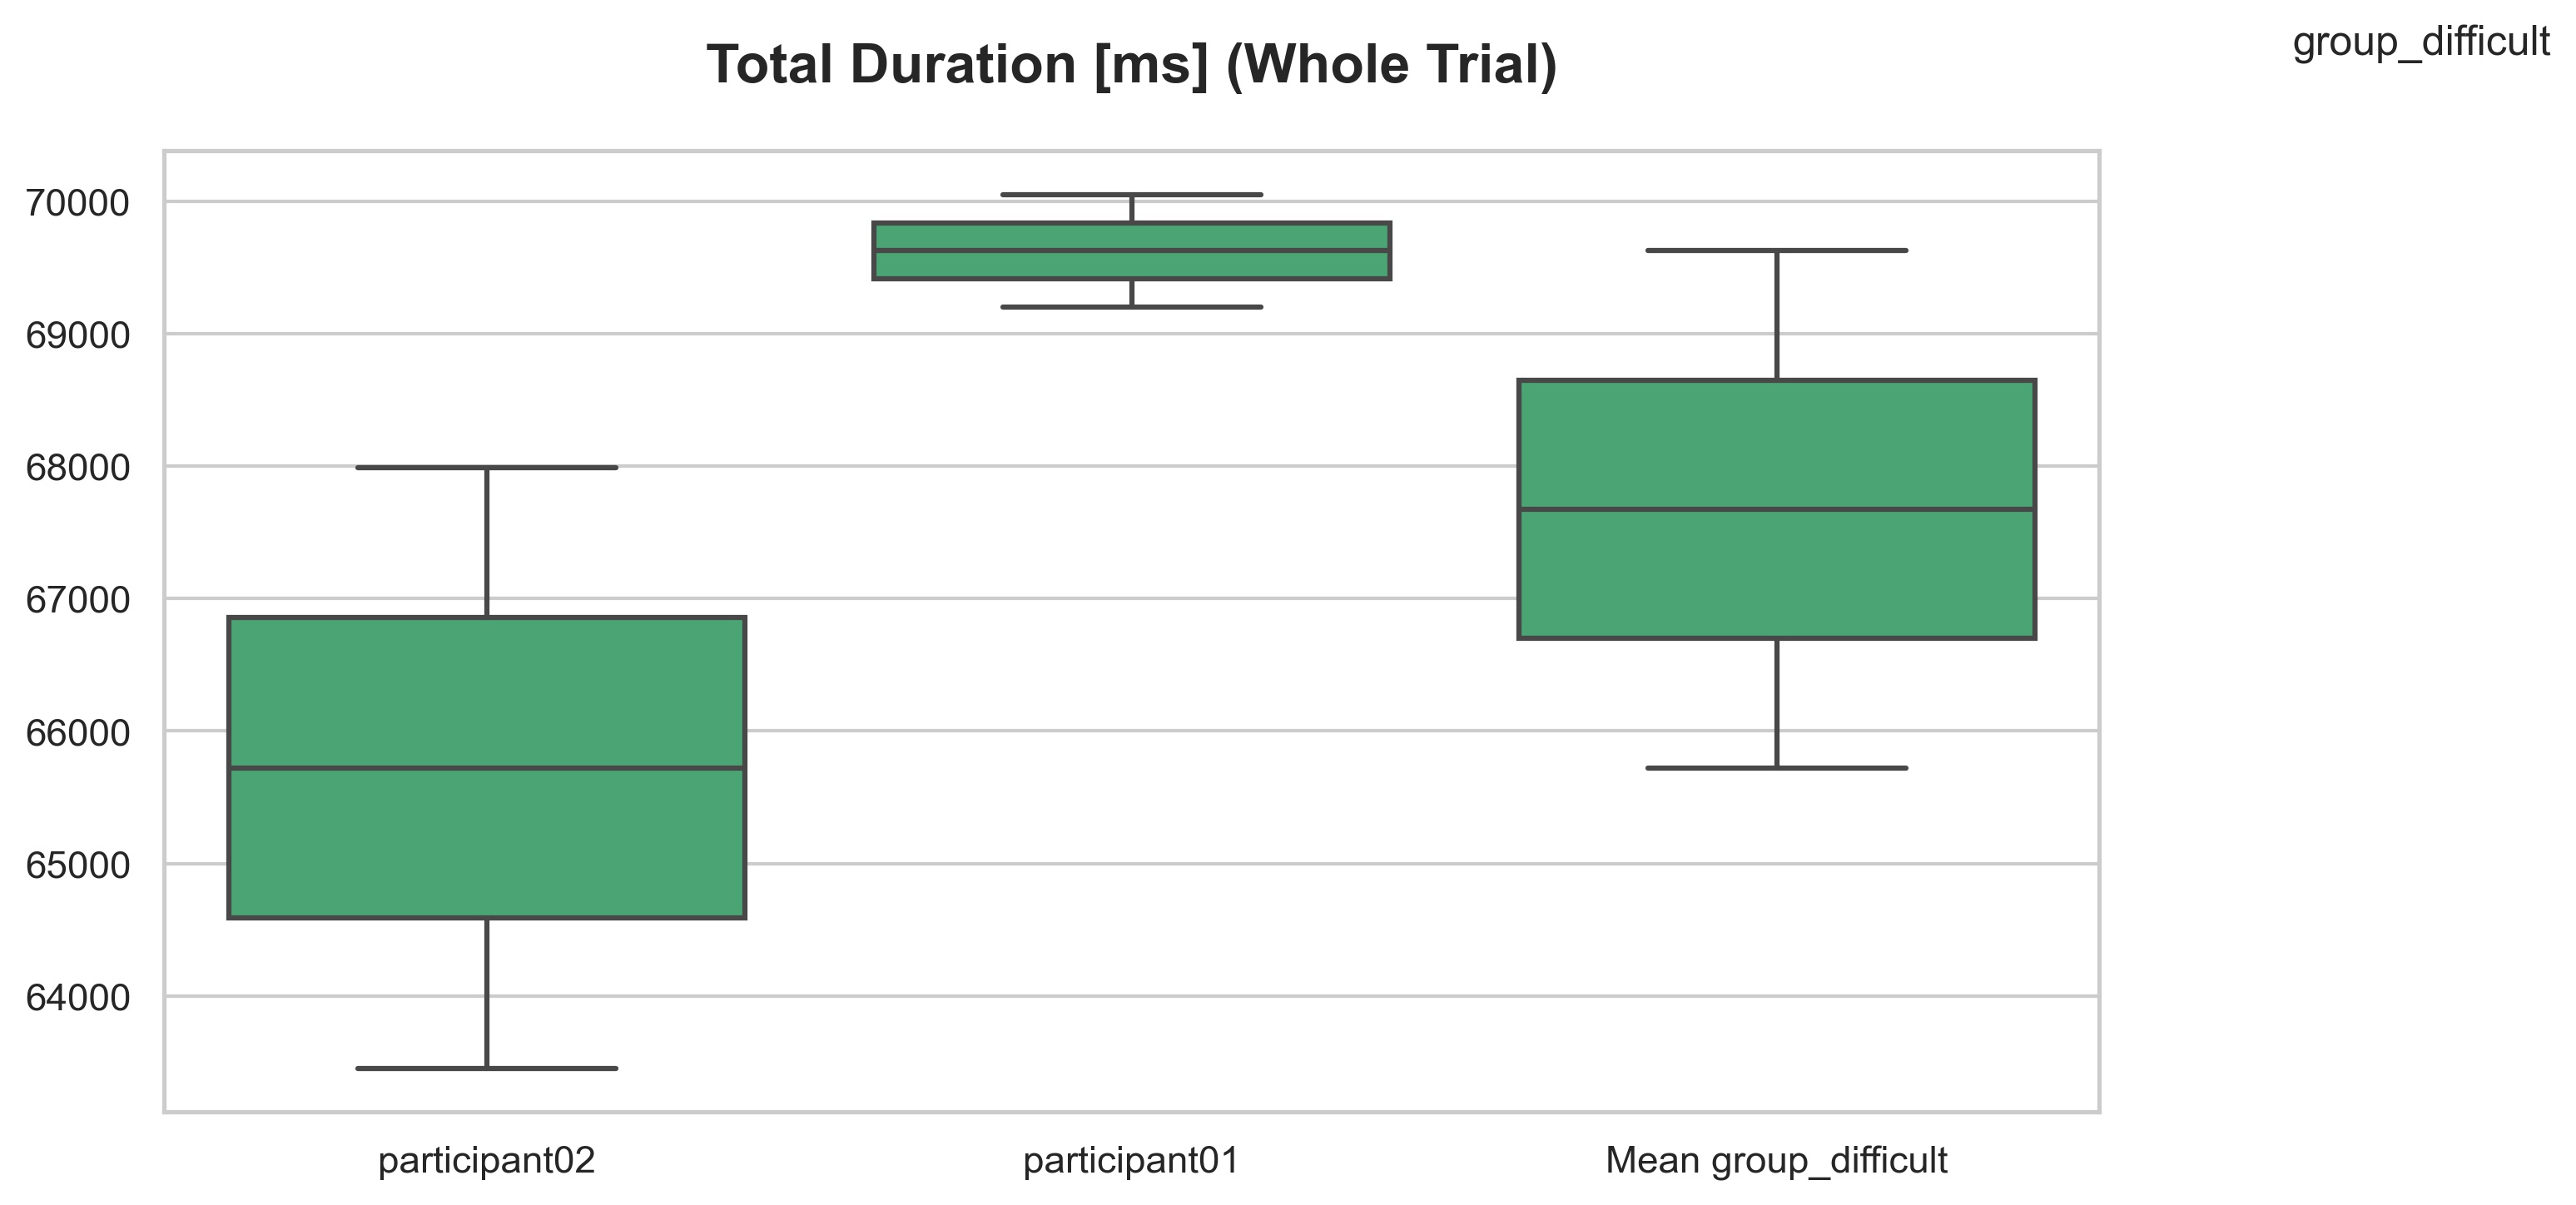 Total Duration [ms] (Whole Trial)
group_difficult
70000
69000
68000
67000
66000
65000
64000
participant02
participant01
Mean group_difficult